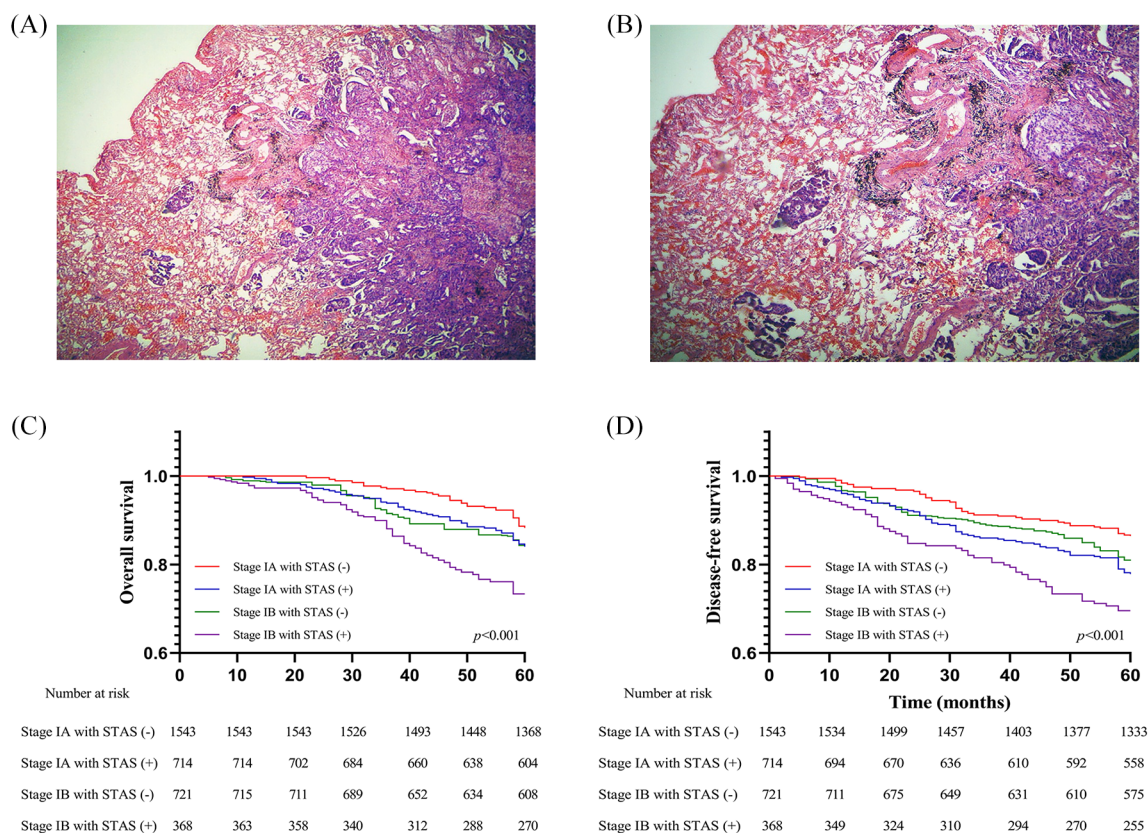 (A)
(B)
(C)
Overall survival
1.0
0.8
0.6
Stage IA with STAS (-)
Stage IA with STAS (+)
Stage IB with STAS (-)
Stage IB with STAS (+)
p<0.001
0 10 20 30 40 50 60
Number at risk
Stage IA with STAS (-) 1543 1543 1543 1526 1493 1448 1368
Stage IA with STAS (+) 714 714 702 684 660 638 604
Stage IB with STAS (-) 721 715 711 689 652 634 608
Stage IB with STAS (+) 368 363 358 340 312 288 270
(D)
Disease-free survival
1.0
0.8
0.6
Stage IA with STAS (-)
Stage IA with STAS (+)
Stage IB with STAS (-)
Stage IB with STAS (+)
p<0.001
0 10 20 30 40 50 60
Number at risk
Time (months)
Stage IA with STAS (-) 1543 1534 1499 1457 1403 1377 1333
Stage IA with STAS (+) 714 694 670 636 610 592 558
Stage IB with STAS (-) 721 711 675 649 631 610 575
Stage IB with STAS (+) 368 349 324 310 294 270 255